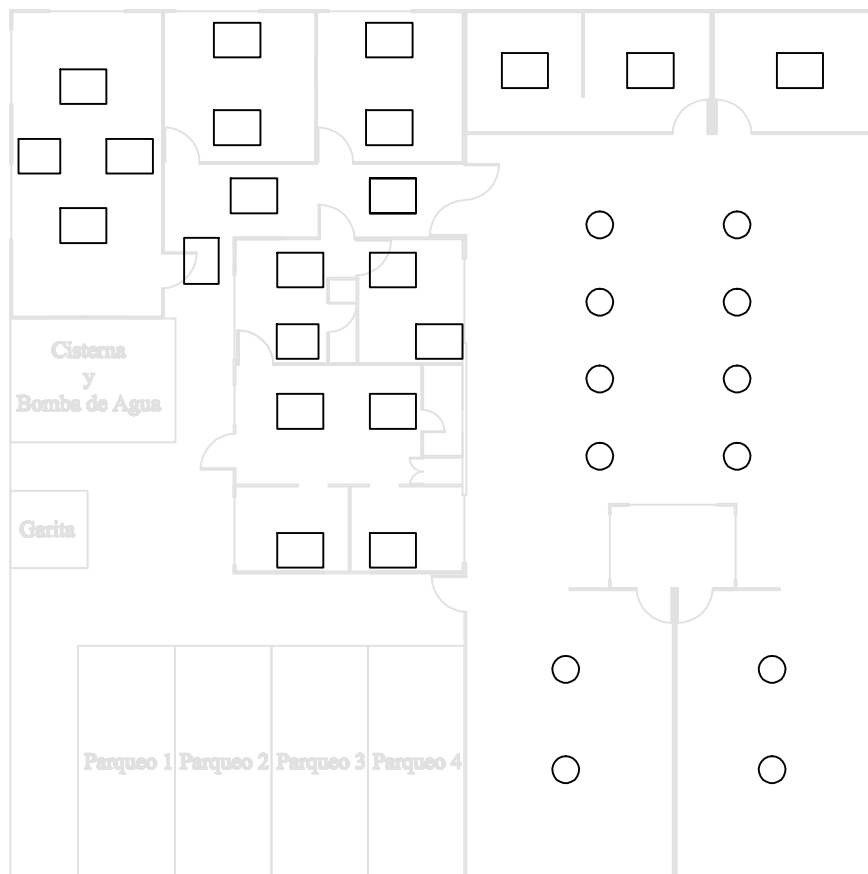 Cisterna
y
Bomba de Agua
Garita
Parqueo 1
Parqueo 2
Parqueo 3
Parqueo 4